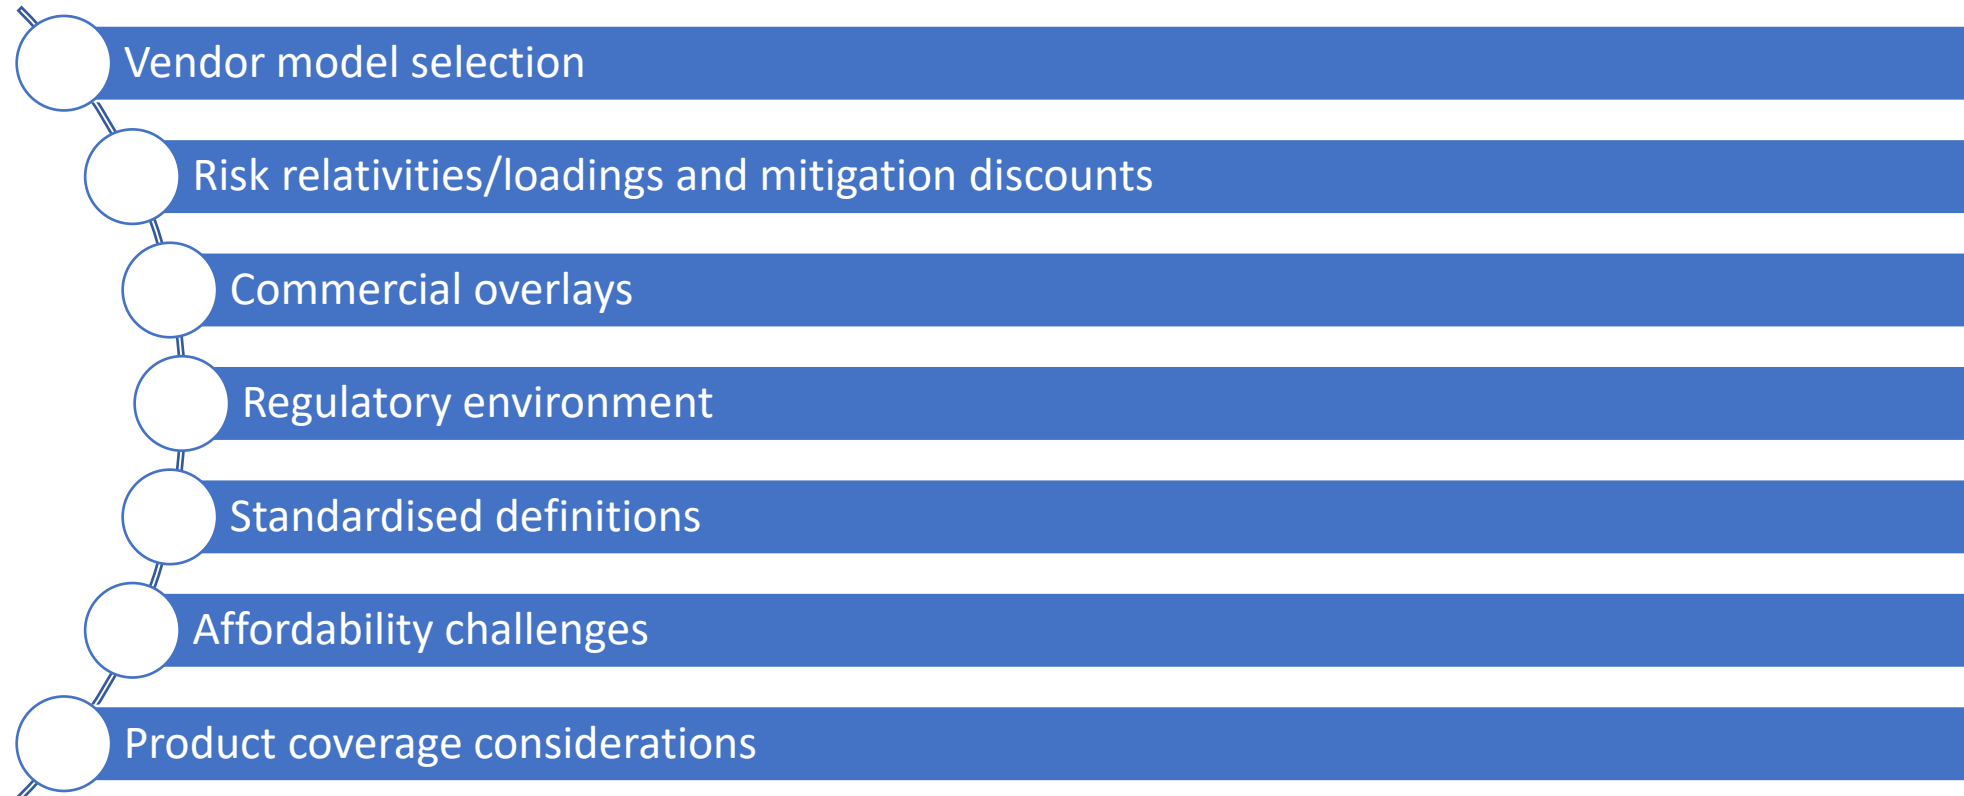 Vendor model selection
Risk relativities/loadings and mitigation discounts
Commercial overlays
Regulatory environment
Standardised definitions
Affordability challenges
Product coverage considerations